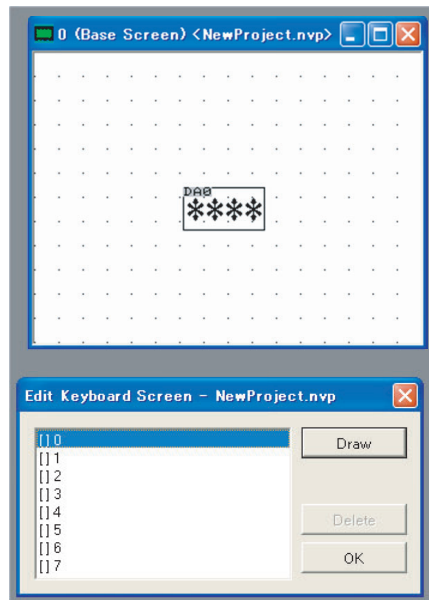 0 (Base Screen) <NewProject.nvp>
DA0
****
Edit Keyboard Screen - NewProject.nvp
[] 0
Draw
[] 1
[] 2
[] 3
[] 4
Delete
[] 5
[] 6
OK
[] 7